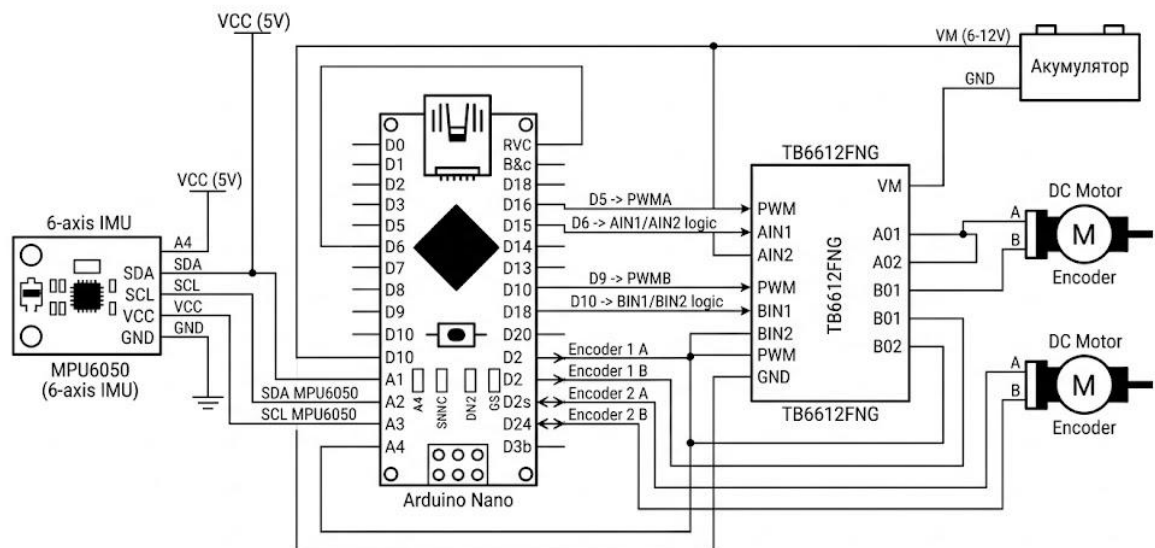 VCC (5V)
VM (6-12V)
Акумулятор
GND
VCC (5V)
6-axis IMU
A4
SDA
SCL
VCC
GND
SDA
SCL
VCC
GND
MPU6050
(6-axis IMU)
SDA MPU6050
SCL MPU6050
D0
D1
D2
D3
D5
D6
D7
D8
D9
D10
D10
A1
A2
A3
A4
RVC
B&c
D18
D16
D15
D14
D13
D10
D18
D20
D2
D2
D2s
D24
D3b
A4
SNNC
DN2
GS
Arduino Nano
D5 -> PWMA
D6 -> AIN1/AIN2 logic
D9 -> PWMB
D10 -> BIN1/BIN2 logic
Encoder 1 A
Encoder 1 B
Encoder 2 A
Encoder 2 B
TB6612FNG
PWM
AIN1
AIN2
PWM
BIN1
BIN2
PWM
GND
TB6612FNG
VM
A01
A02
B01
B01
B02
TB6612FNG
DC Motor
A
B
M
Encoder
DC Motor
A
B
M
Encoder